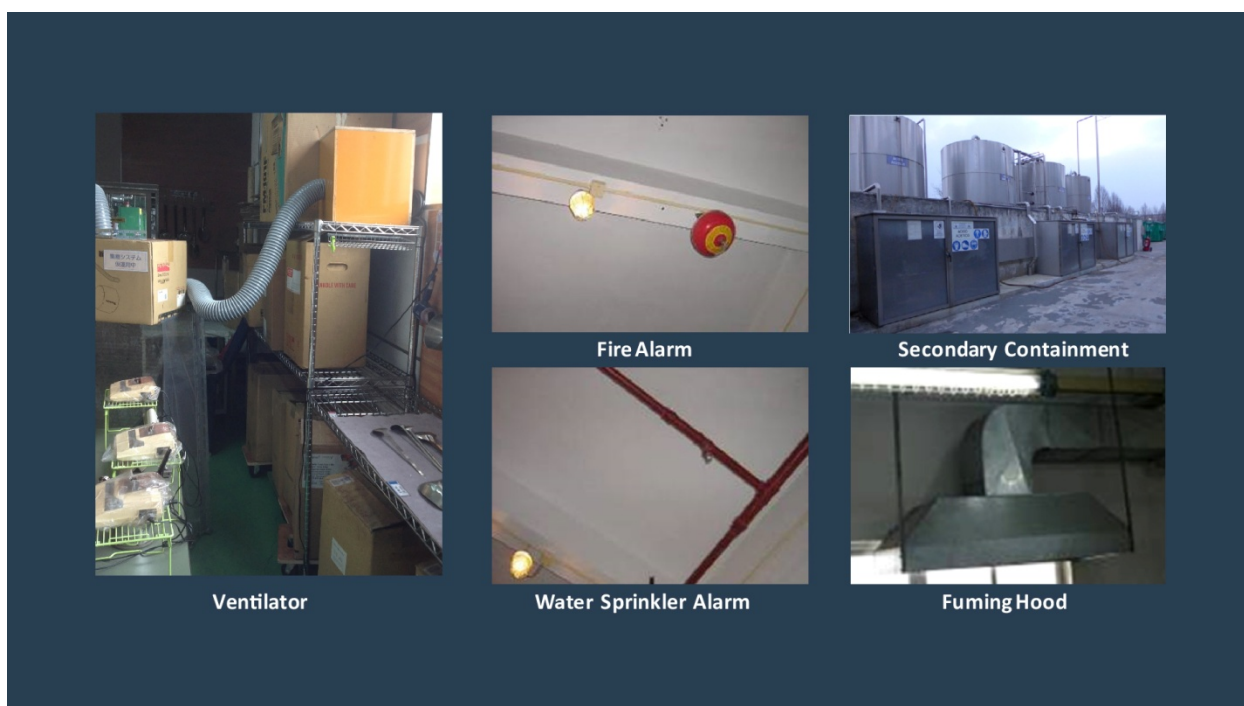 Fire Alarm
Secondary Containment
Ventilator
Water Sprinkler Alarm
Fuming Hood